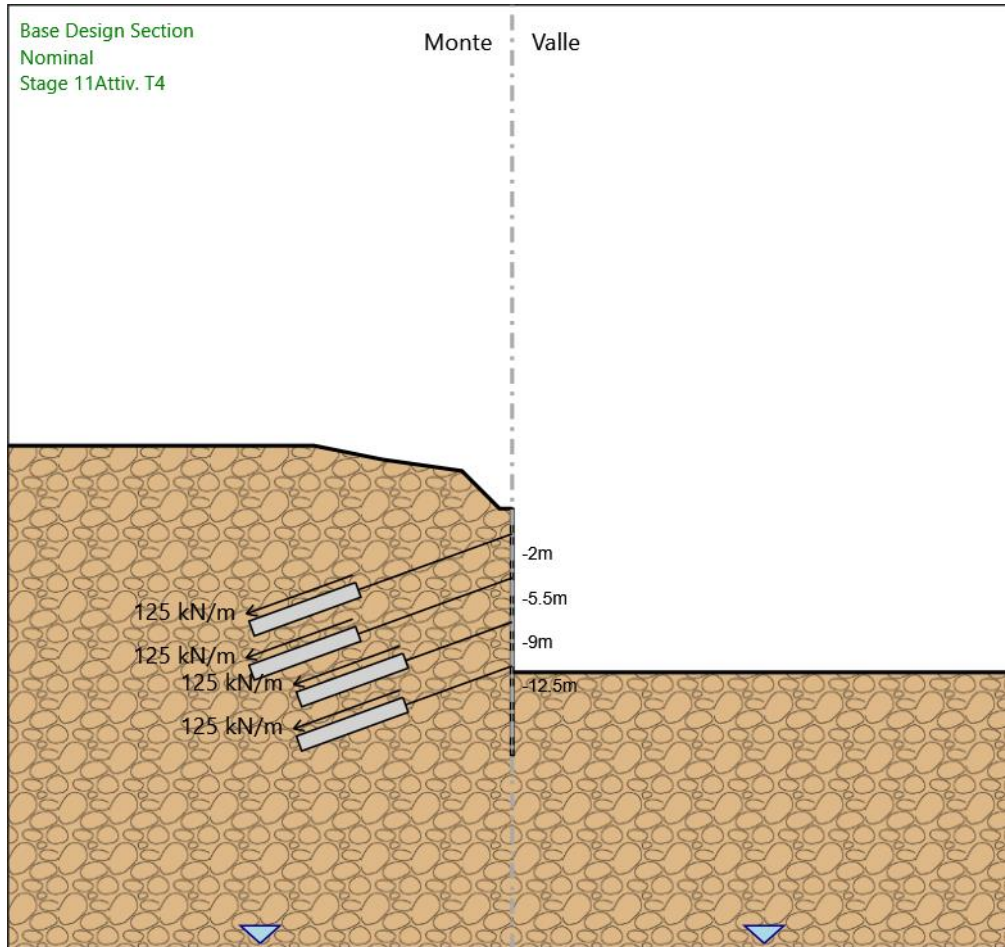 Base Design Section
Nominal
Stage 11Attiv. T4
Monte
Valle
-2m
-5.5m
-9m
-12.5m
125 kN/m
125 kN/m
125 kN/m
125 kN/m